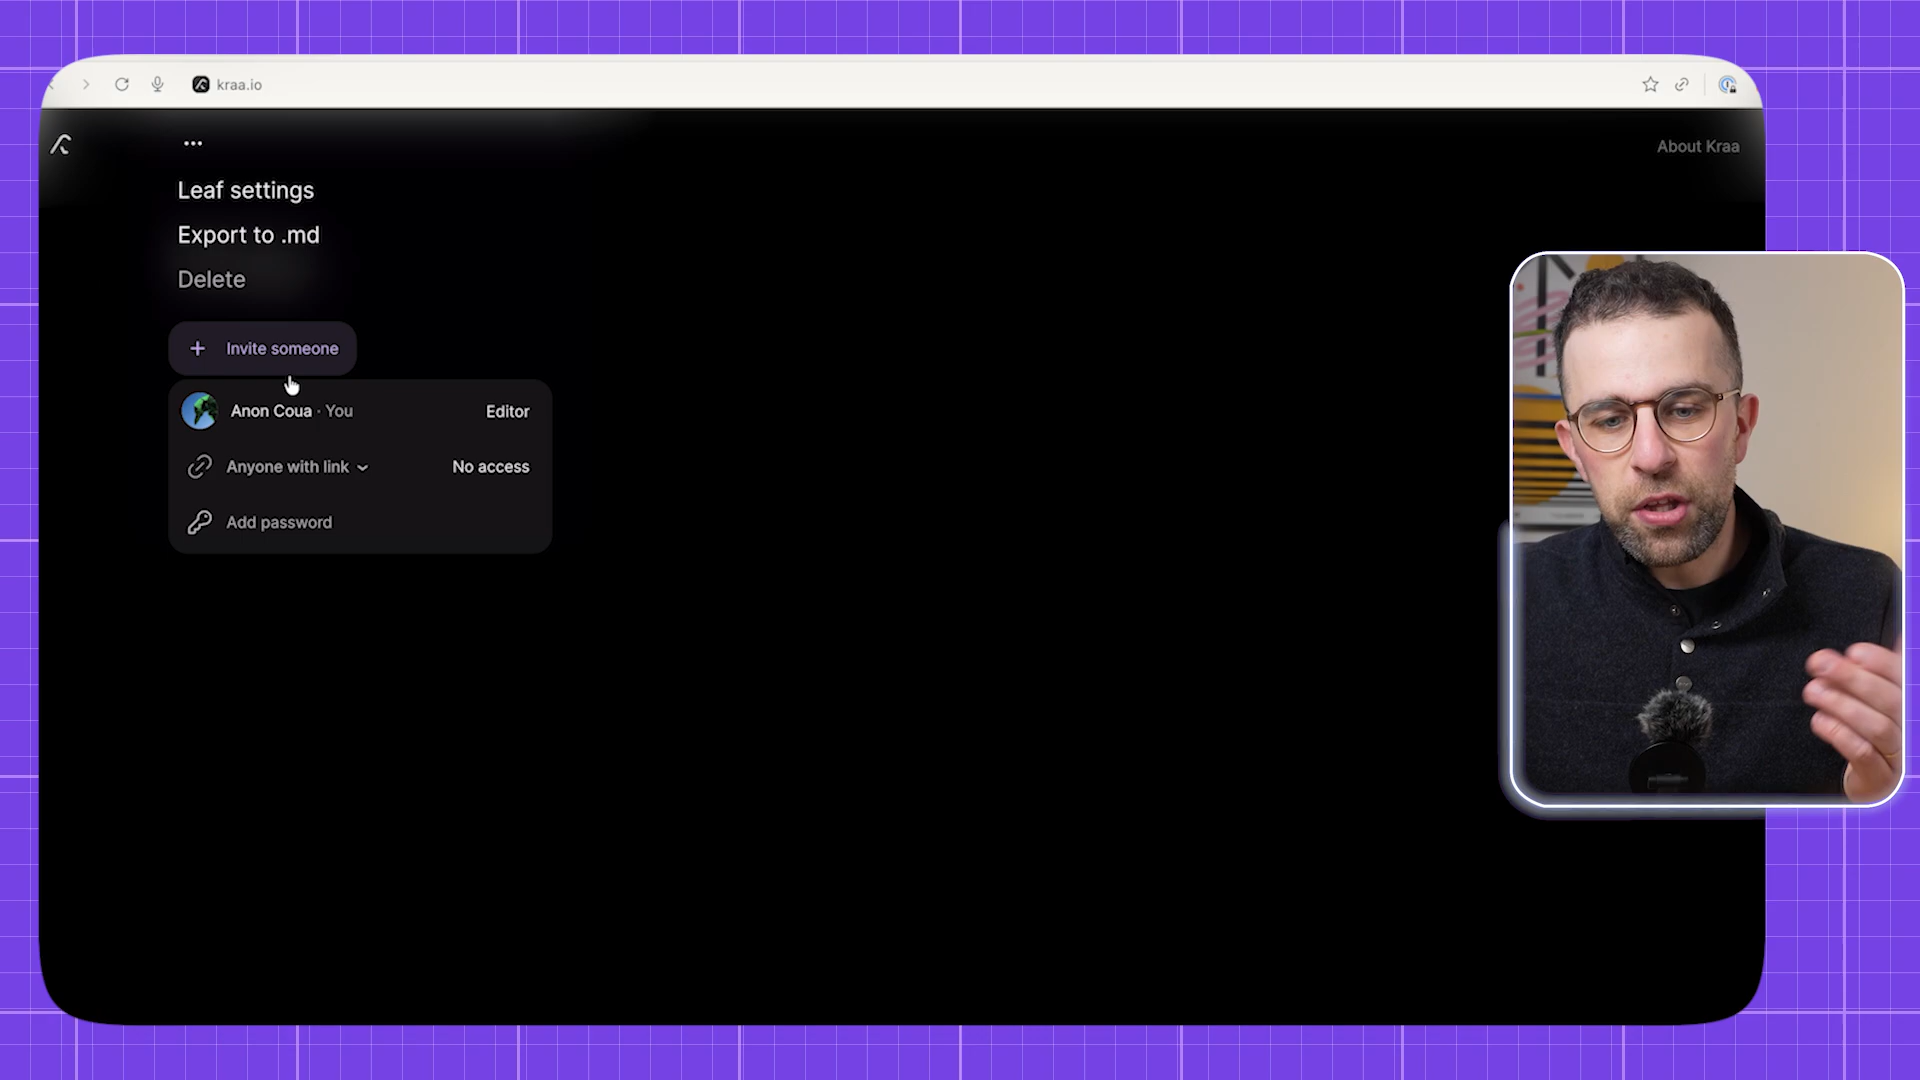 kraa.io
•••
About Kraa
Leaf settings
Export to .md
Delete
+ Invite someone
Anon Coua · You Editor
Anyone with link No access
Add password